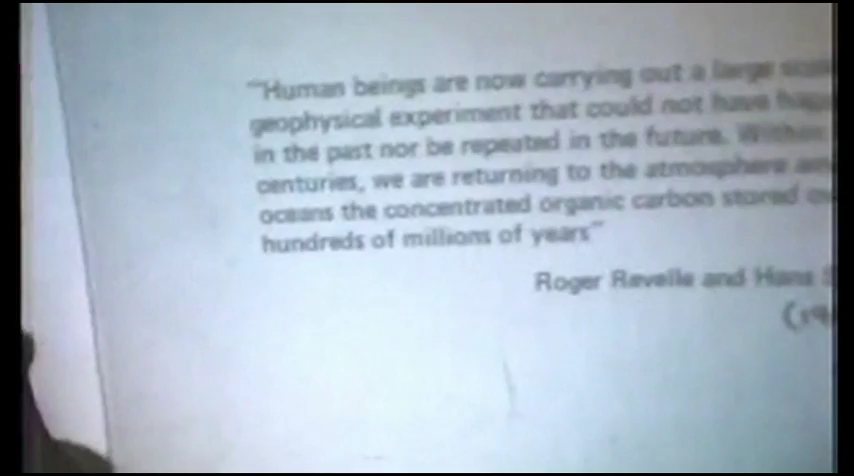 "Human beings are now carrying out a large
geophysical experiment that could not have
in the past nor be repeated in the future. Within
centuries, we are returning to the atmosphere
oceans the concentrated organic carbon stored
hundreds of millions of years"
Roger Revelle and Hans S
(19